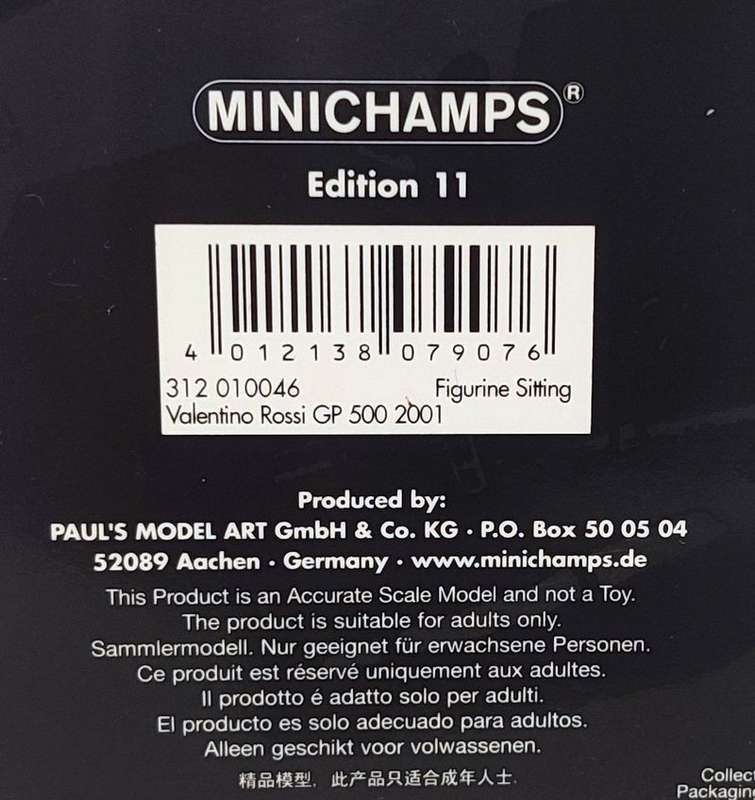 MINICHAMPS®
Edition 11
4 012138 079076
312 010046 Figurine Sitting
Valentino Rossi GP 500 2001
Produced by:
PAUL'S MODEL ART GmbH & Co. KG · P.O. Box 50 05 04
52089 Aachen · Germany · www.minichamps.de
This Product is an Accurate Scale Model and not a Toy.
The product is suitable for adults only.
Sammlermodell. Nur geeignet für erwachsene Personen.
Ce produit est réservé uniquement aux adultes.
Il prodotto é adatto solo per adulti.
El producto es solo adecuado para adultos.
Alleen geschikt voor volwassenen.
精品模型，此产品只适合成年人士.
Collec
Packagin